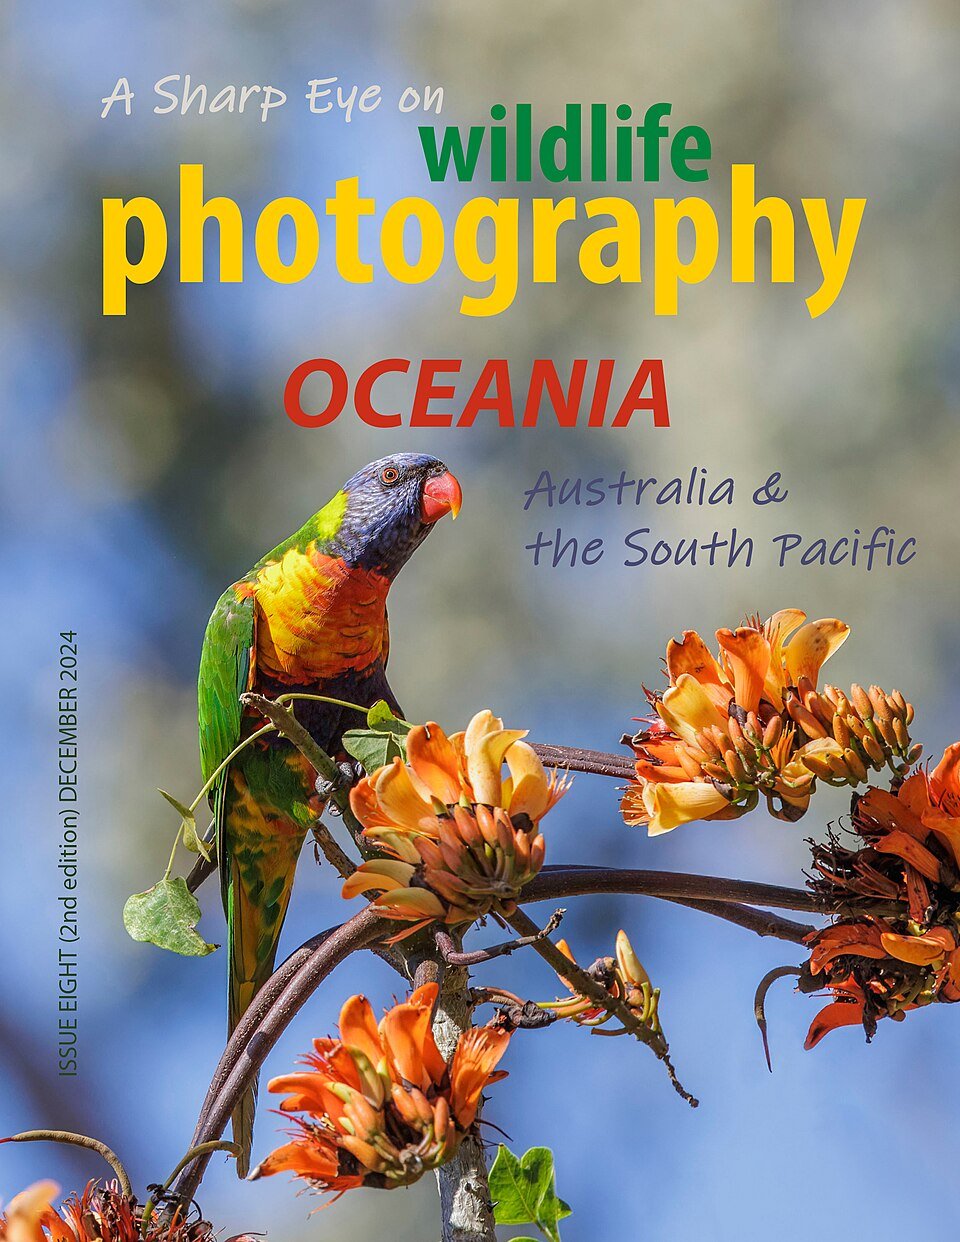 A Sharp Eye on
wildlife
photography
OCEANIA
Australia &
the South Pacific
ISSUE EIGHT (2nd edition) DECEMBER 2024